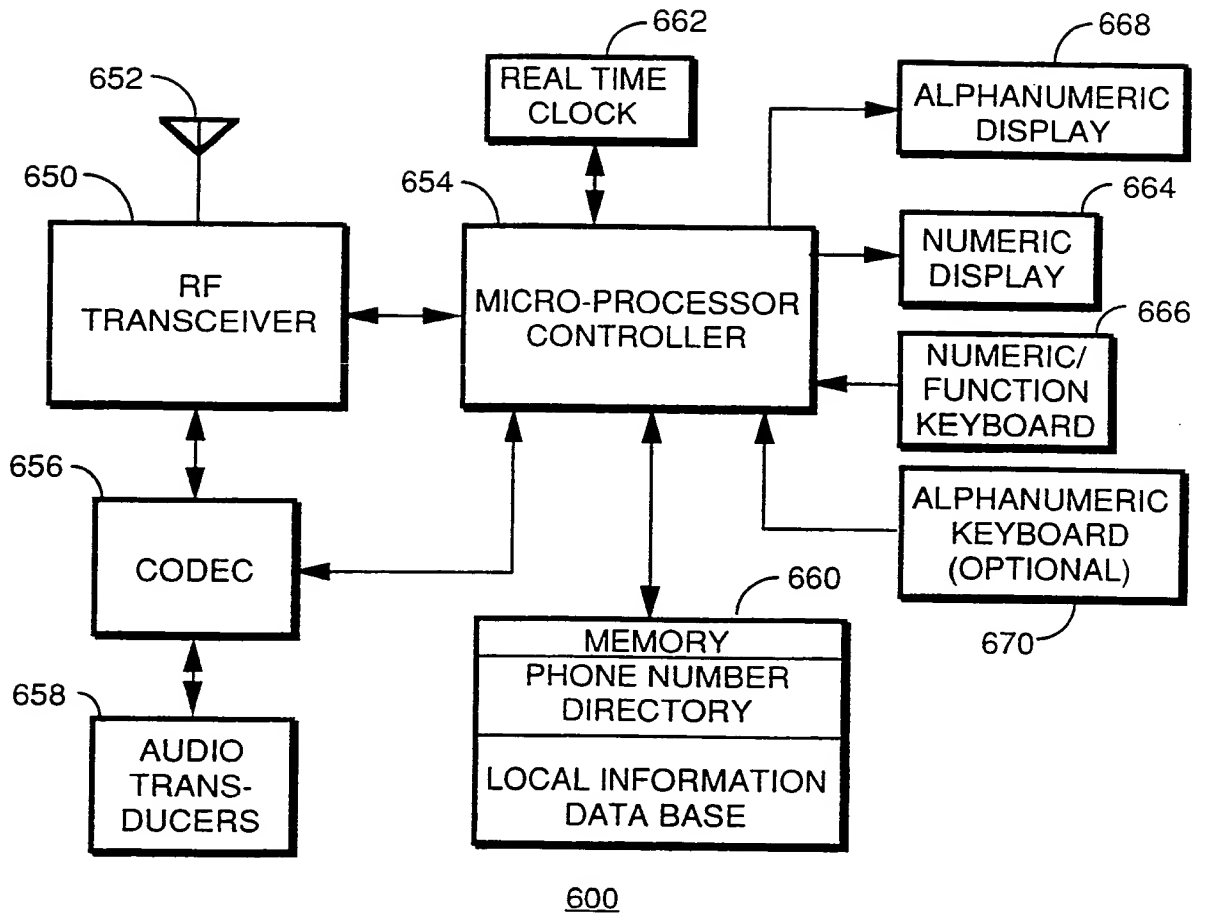 662
REAL TIME
CLOCK
668
ALPHANUMERIC
DISPLAY
652
650
RF
TRANSCEIVER
654
MICRO-PROCESSOR
CONTROLLER
664
NUMERIC
DISPLAY
666
NUMERIC/
FUNCTION
KEYBOARD
656
CODEC
ALPHANUMERIC
KEYBOARD
(OPTIONAL)
670
658
AUDIO
TRANS-
DUCERS
660
MEMORY
PHONE NUMBER
DIRECTORY
LOCAL INFORMATION
DATA BASE
600